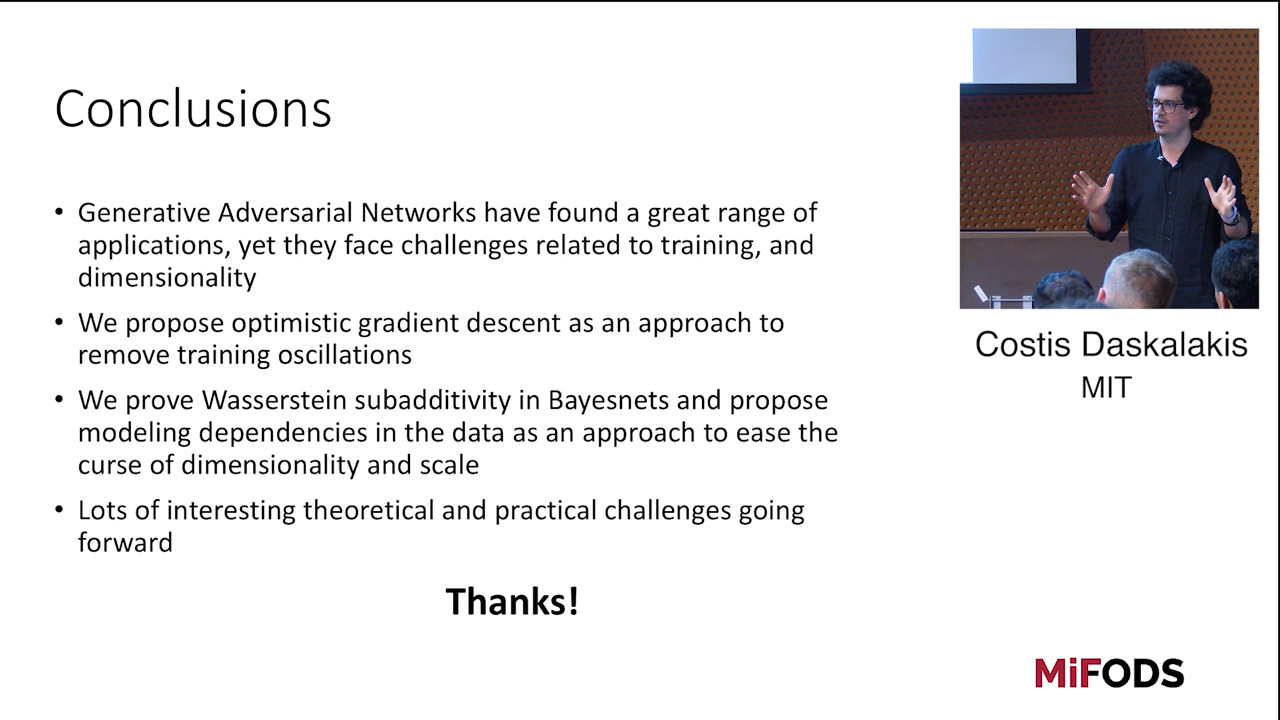 Conclusions
• Generative Adversarial Networks have found a great range of
applications, yet they face challenges related to training, and
dimensionality
• We propose optimistic gradient descent as an approach to
remove training oscillations
• We prove Wasserstein subadditivity in Bayesnets and propose
modeling dependencies in the data as an approach to ease the
curse of dimensionality and scale
• Lots of interesting theoretical and practical challenges going
forward
Thanks!
Costis Daskalakis
MIT
MiFODS